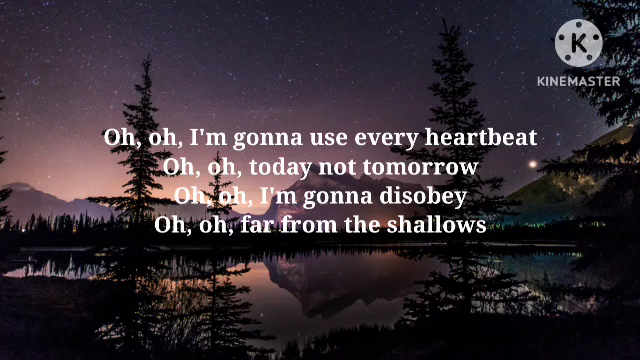 K
KINEMASTER
Oh, oh, I'm gonna use every heartbeat
Oh, oh, today not tomorrow
Oh, oh, I'm gonna disobey
Oh, oh, far from the shallows